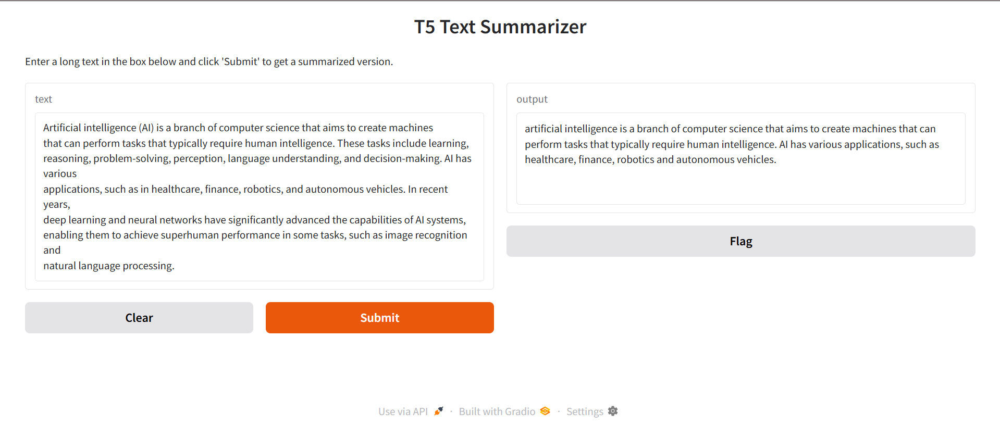 T5 Text Summarizer
Enter a long text in the box below and click 'Submit' to get a summarized version.
text
Artificial intelligence (AI) is a branch of computer science that aims to create machines
that can perform tasks that typically require human intelligence. These tasks include learning,
reasoning, problem-solving, perception, language understanding, and decision-making. AI has
various
applications, such as in healthcare, finance, robotics, and autonomous vehicles. In recent
years,
deep learning and neural networks have significantly advanced the capabilities of AI systems,
enabling them to achieve superhuman performance in some tasks, such as image recognition
and
natural language processing.
Clear
Submit
output
artificial intelligence is a branch of computer science that aims to create machines that can
perform tasks that typically require human intelligence. AI has various applications, such as
healthcare, finance, robotics and autonomous vehicles.
Flag
Use via API · Built with Gradio · Settings